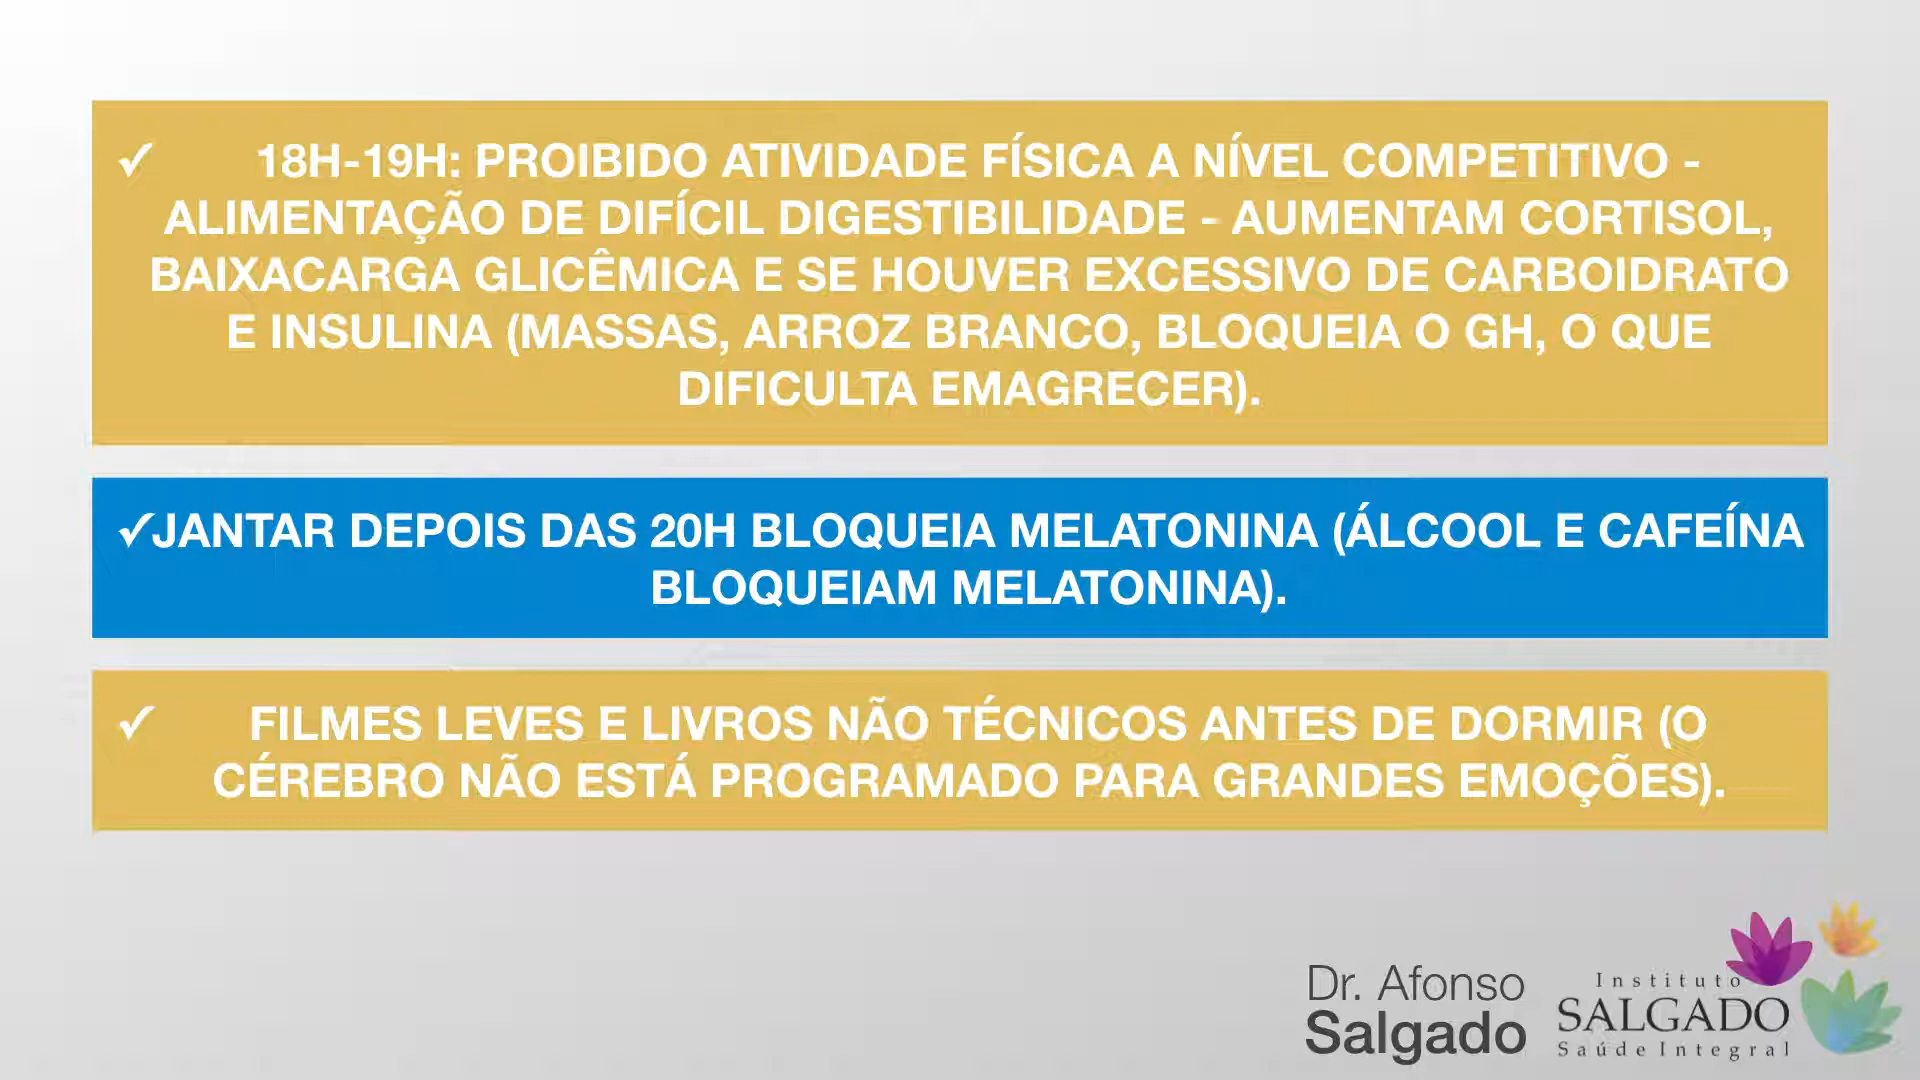 ✓ 18H-19H: PROIBIDO ATIVIDADE FÍSICA A NÍVEL COMPETITIVO -
ALIMENTAÇÃO DE DIFÍCIL DIGESTIBILIDADE - AUMENTAM CORTISOL,
BAIXACARGA GLICÊMICA E SE HOUVER EXCESSIVO DE CARBOIDRATO
E INSULINA (MASSAS, ARROZ BRANCO, BLOQUEIA O GH, O QUE
DIFICULTA EMAGRECER).
✓JANTAR DEPOIS DAS 20H BLOQUEIA MELATONINA (ÁLCOOL E CAFEÍNA
BLOQUEIAM MELATONINA).
✓ FILMES LEVES E LIVROS NÃO TÉCNICOS ANTES DE DORMIR (O
CÉREBRO NÃO ESTÁ PROGRAMADO PARA GRANDES EMOÇÕES).
Dr. Afonso
Salgado
Instituto
SALGADO
Saúde Integral